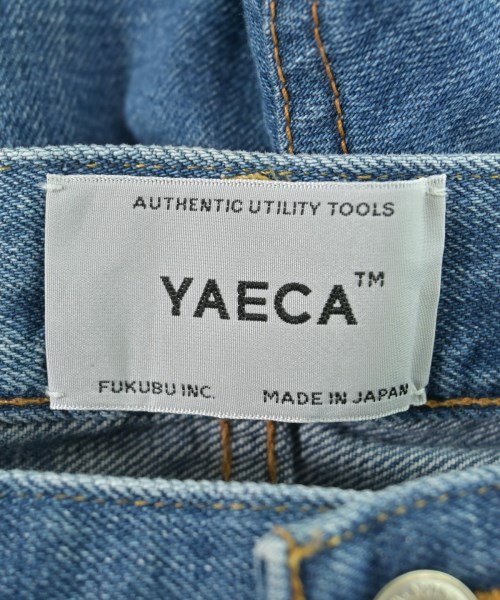 AUTHENTIC UTILITY TOOLS
YAECA™
FUKUBU INC. MADE IN JAPAN